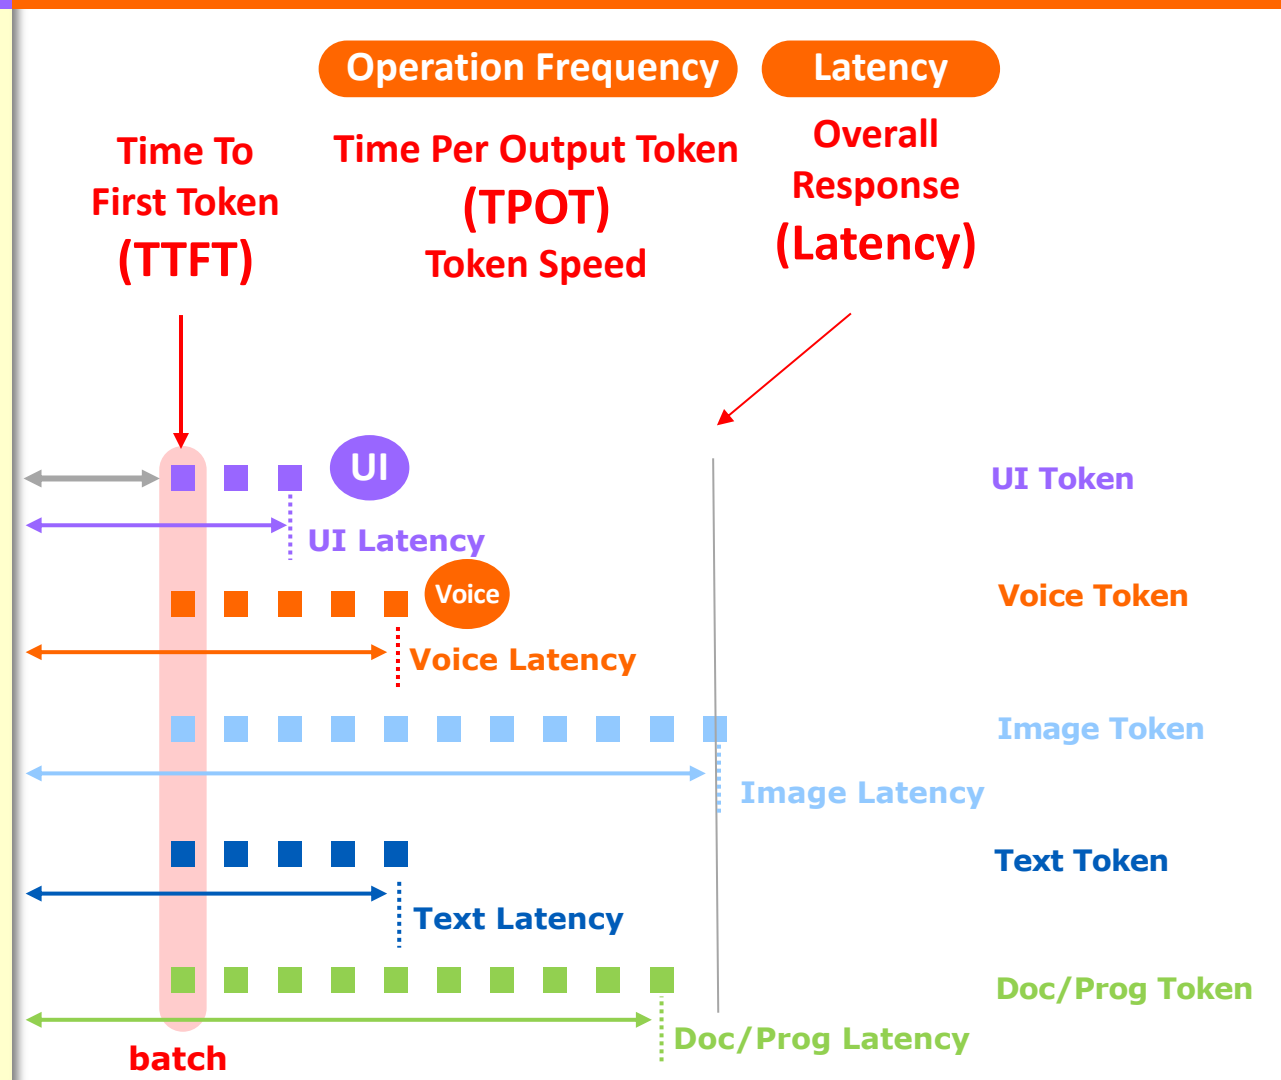 Operation Frequency
Latency
Time To
First Token
(TTFT)
Time Per Output Token
(TPOT)
Token Speed
Overall
Response
(Latency)
UI
UI Token
UI Latency
Voice
Voice Token
Voice Latency
Image Token
Image Latency
Text Token
Text Latency
Doc/Prog Token
Doc/Prog Latency
batch